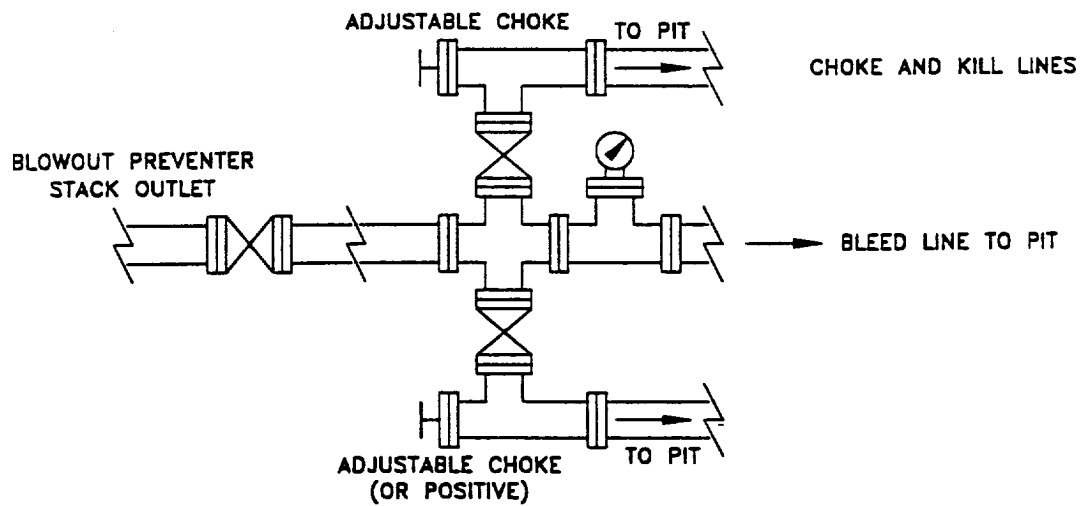 ADJUSTABLE CHOKE
TO PIT
CHOKE AND KILL LINES
BLOWOUT PREVENTER
STACK OUTLET
BLEED LINE TO PIT
ADJUSTABLE CHOKE
(OR POSITIVE)
TO PIT